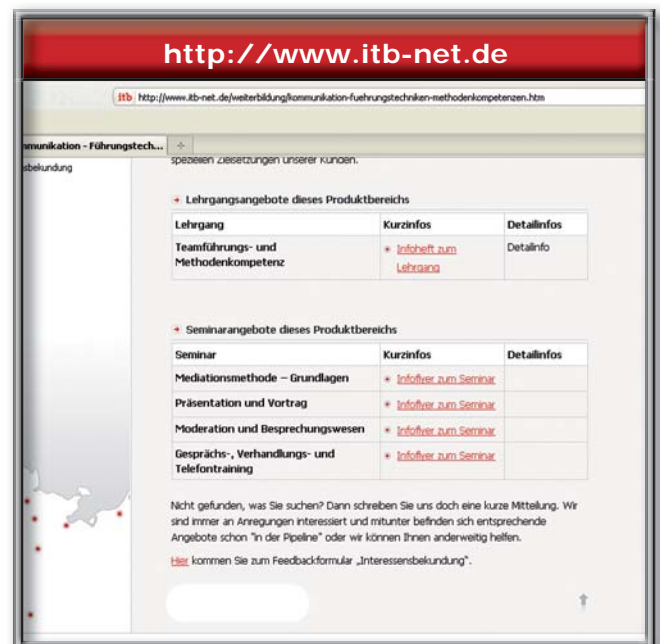 http://www.itb-net.de
itb http://www.itb-net.de/weiterbildung/kommunikation-fuehrungstechniken-methodenkompetenzen.htm
mmunikation - Führungstech...
sbekundung
speziellen Zielsetzungen unserer Kunden.
Lehrgangsangebote dieses Produktbereichs
Lehrgang Kurzinfos Detailinfos
Teamführungs- und Methodenkompetenz Infoheft zum Lehrgang Detailinfo
Seminarangebote dieses Produktbereichs
Seminar Kurzinfos Detailinfos
Mediationsmethode – Grundlagen Infoflyer zum Seminar
Präsentation und Vortrag Infoflyer zum Seminar
Moderation und Besprechungswesen Infoflyer zum Seminar
Gesprächs-, Verhandlungs- und Telefontraining Infoflyer zum Seminar
Nicht gefunden, was Sie suchen? Dann schreiben Sie uns doch eine kurze Mitteilung. Wir
sind immer an Anregungen interessiert und mitunter befinden sich entsprechende
Angebote schon "in der Pipeline" oder wir können Ihnen anderweitig helfen.
Hier kommen Sie zum Feedbackformular „Interessensbekundung".